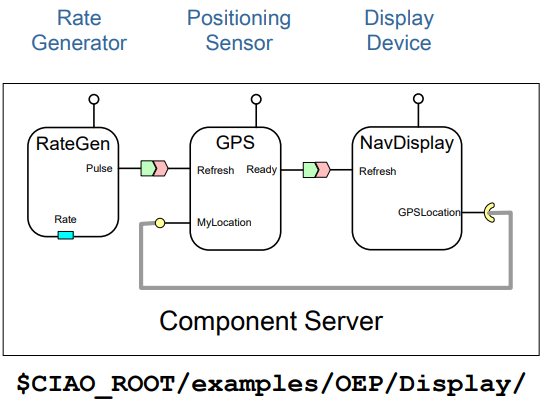 Rate
Generator
Positioning
Sensor
Display
Device
RateGen
Pulse
Rate
GPS
Refresh
Ready
MyLocation
NavDisplay
Refresh
GPSLocation
Component Server
$CIAO_ROOT/examples/OEP/Display/